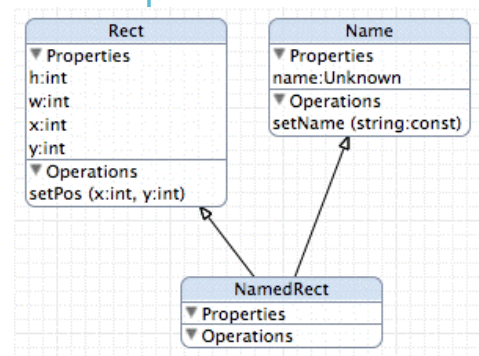 Rect
Properties
h:int
w:int
x:int
y:int
Operations
setPos (x:int, y:int)
Name
Properties
name:Unknown
Operations
setName (string:const)
NamedRect
Properties
Operations